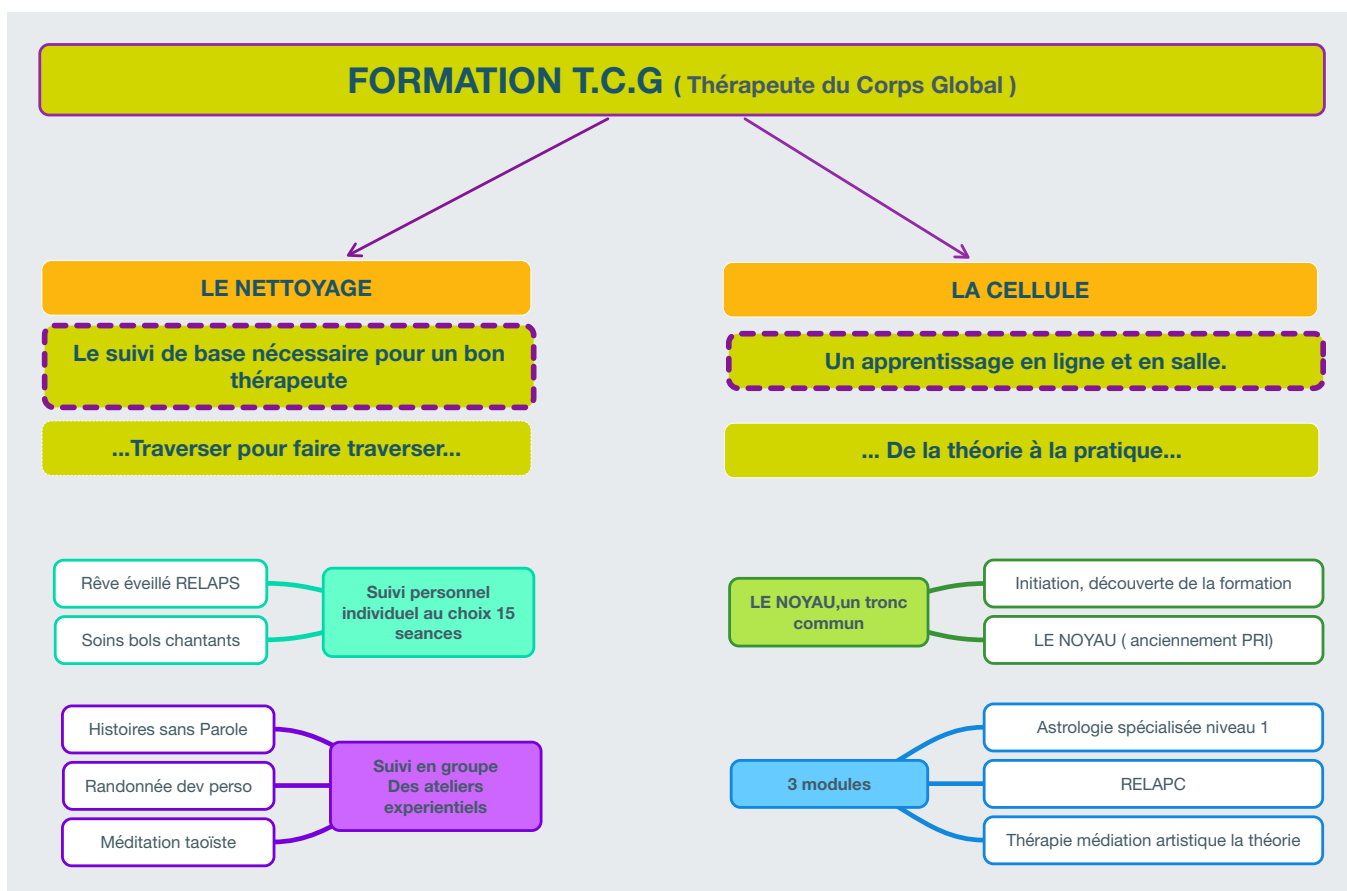 FORMATION T.C.G ( Thérapeute du Corps Global )
LE NETTOYAGE
Le suivi de base nécessaire pour un bon
thérapeute
...Traverser pour faire traverser...
Rêve éveillé RELAPS
Soins bols chantants
Suivi personnel
individuel au choix 15
seances
Histoires sans Parole
Randonnée dev perso
Méditation taoïste
Suivi en groupe
Des ateliers
experientiels
LA CELLULE
Un apprentissage en ligne et en salle.
... De la théorie à la pratique...
LE NOYAU,un tronc
commun
Initiation, découverte de la formation
LE NOYAU ( anciennement PRI)
3 modules
Astrologie spécialisée niveau 1
RELAPC
Thérapie médiation artistique la théorie